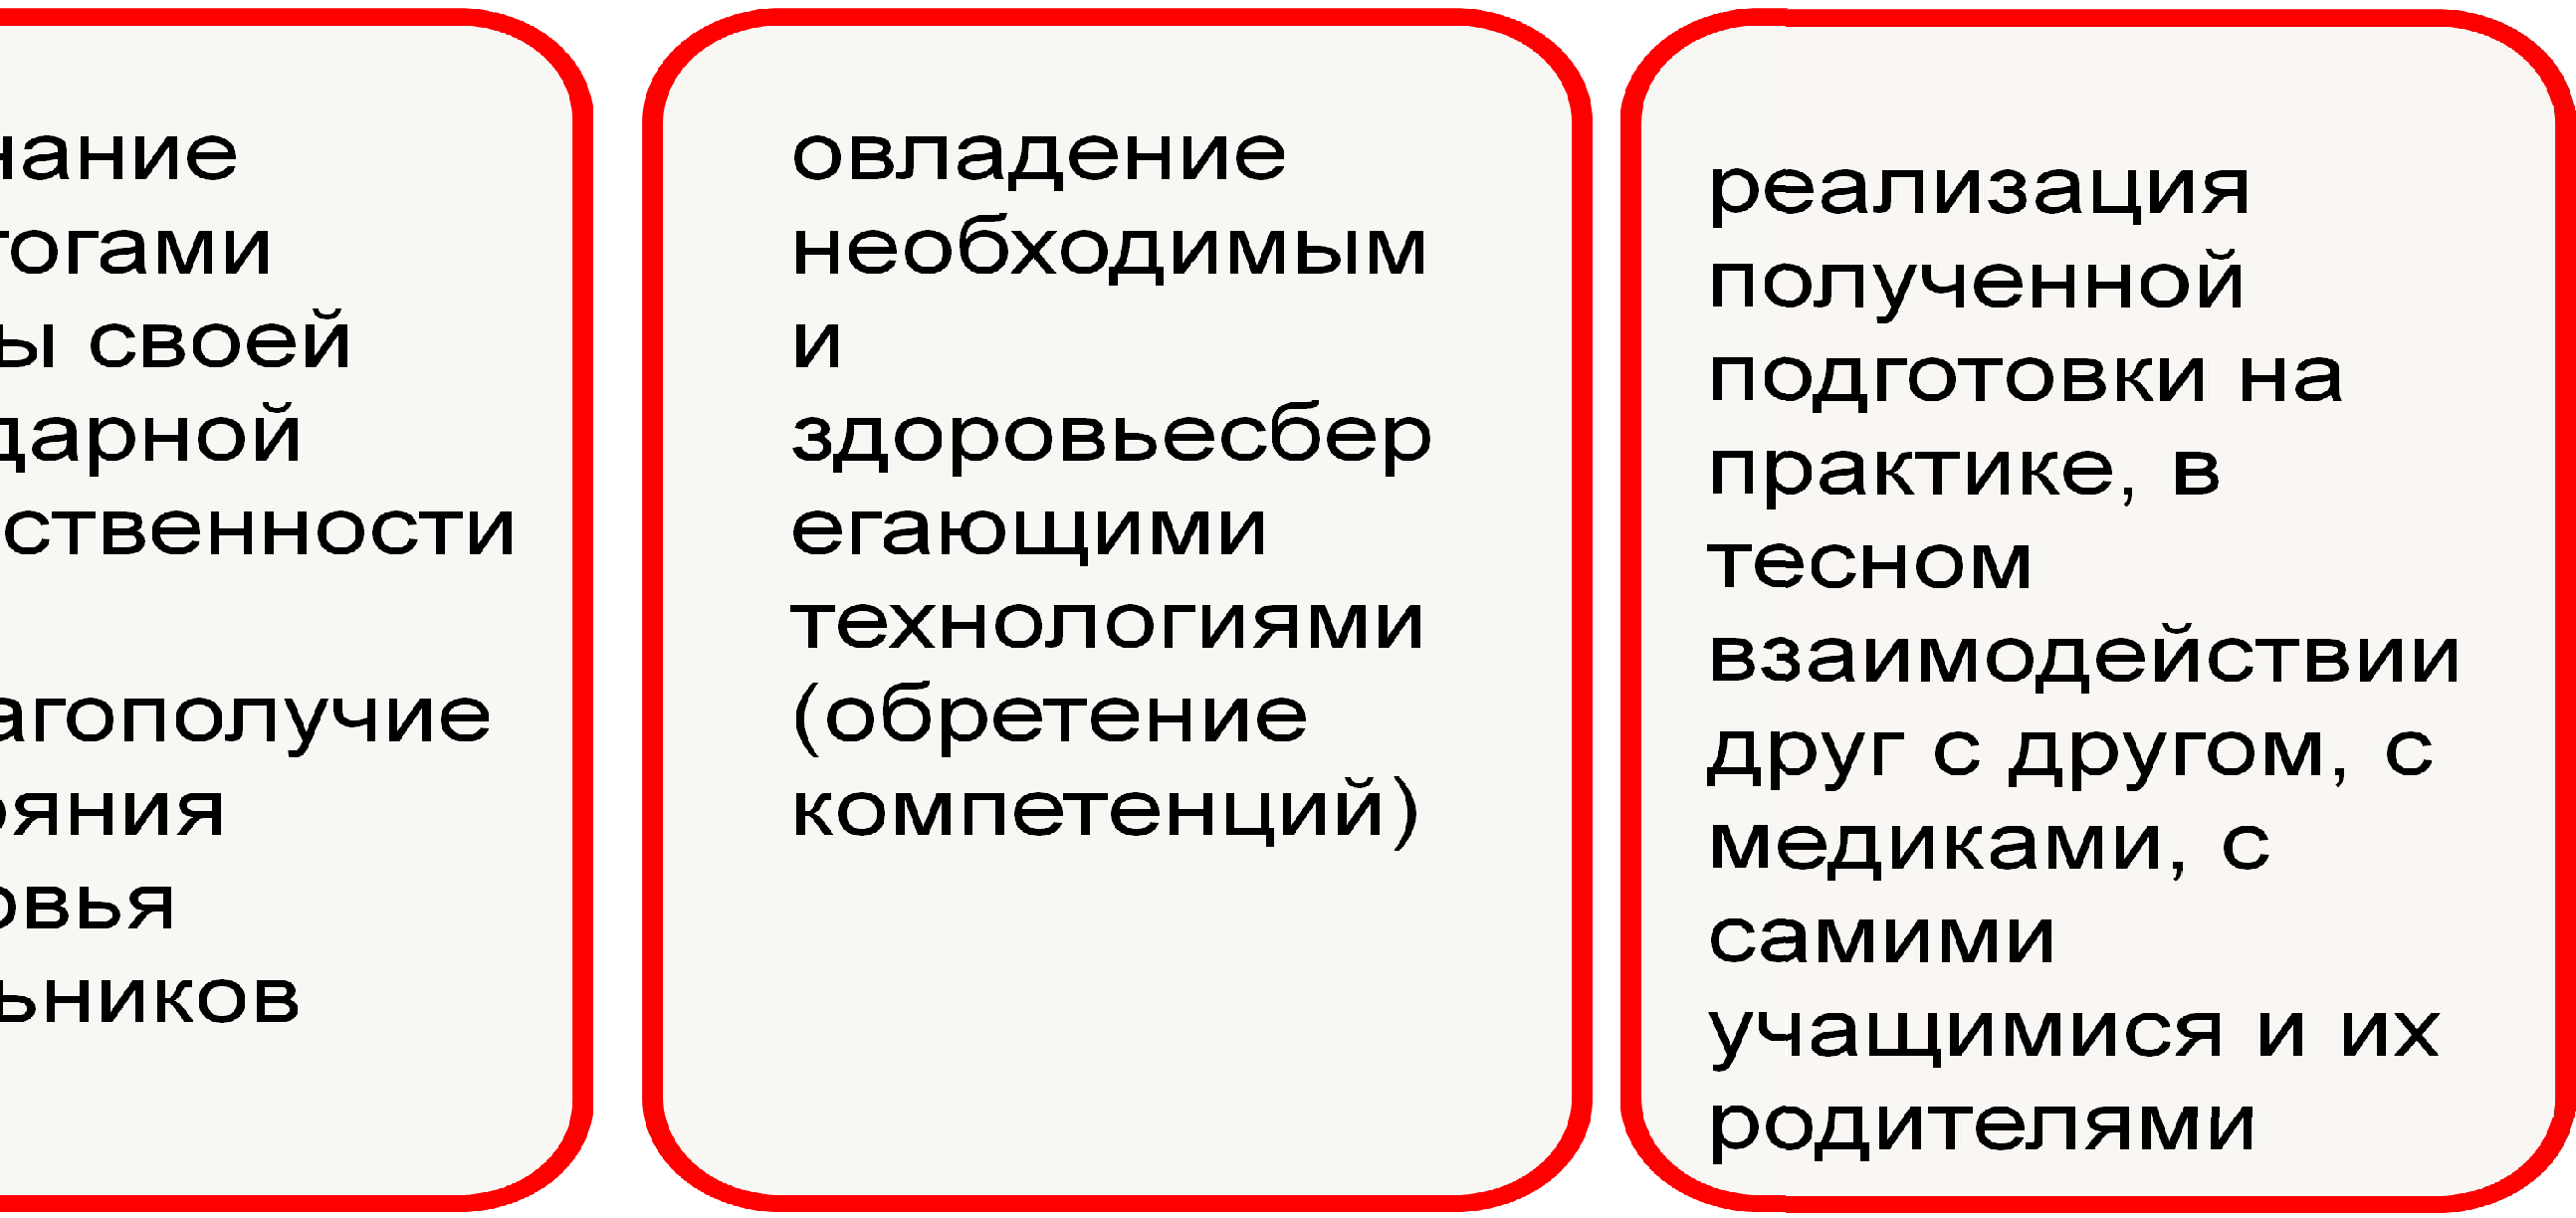 нание
гогами
ы своей
дарной
ственности
агополучие
ояния
овья
ьников
овладение
необходимым
и
здоровьесбер
егающими
технологиями
(обретение
компетенций)
реализация
полученной
подготовки на
практике, в
тесном
взаимодействии
друг с другом, с
медиками, с
самими
учащимися и их
родителями